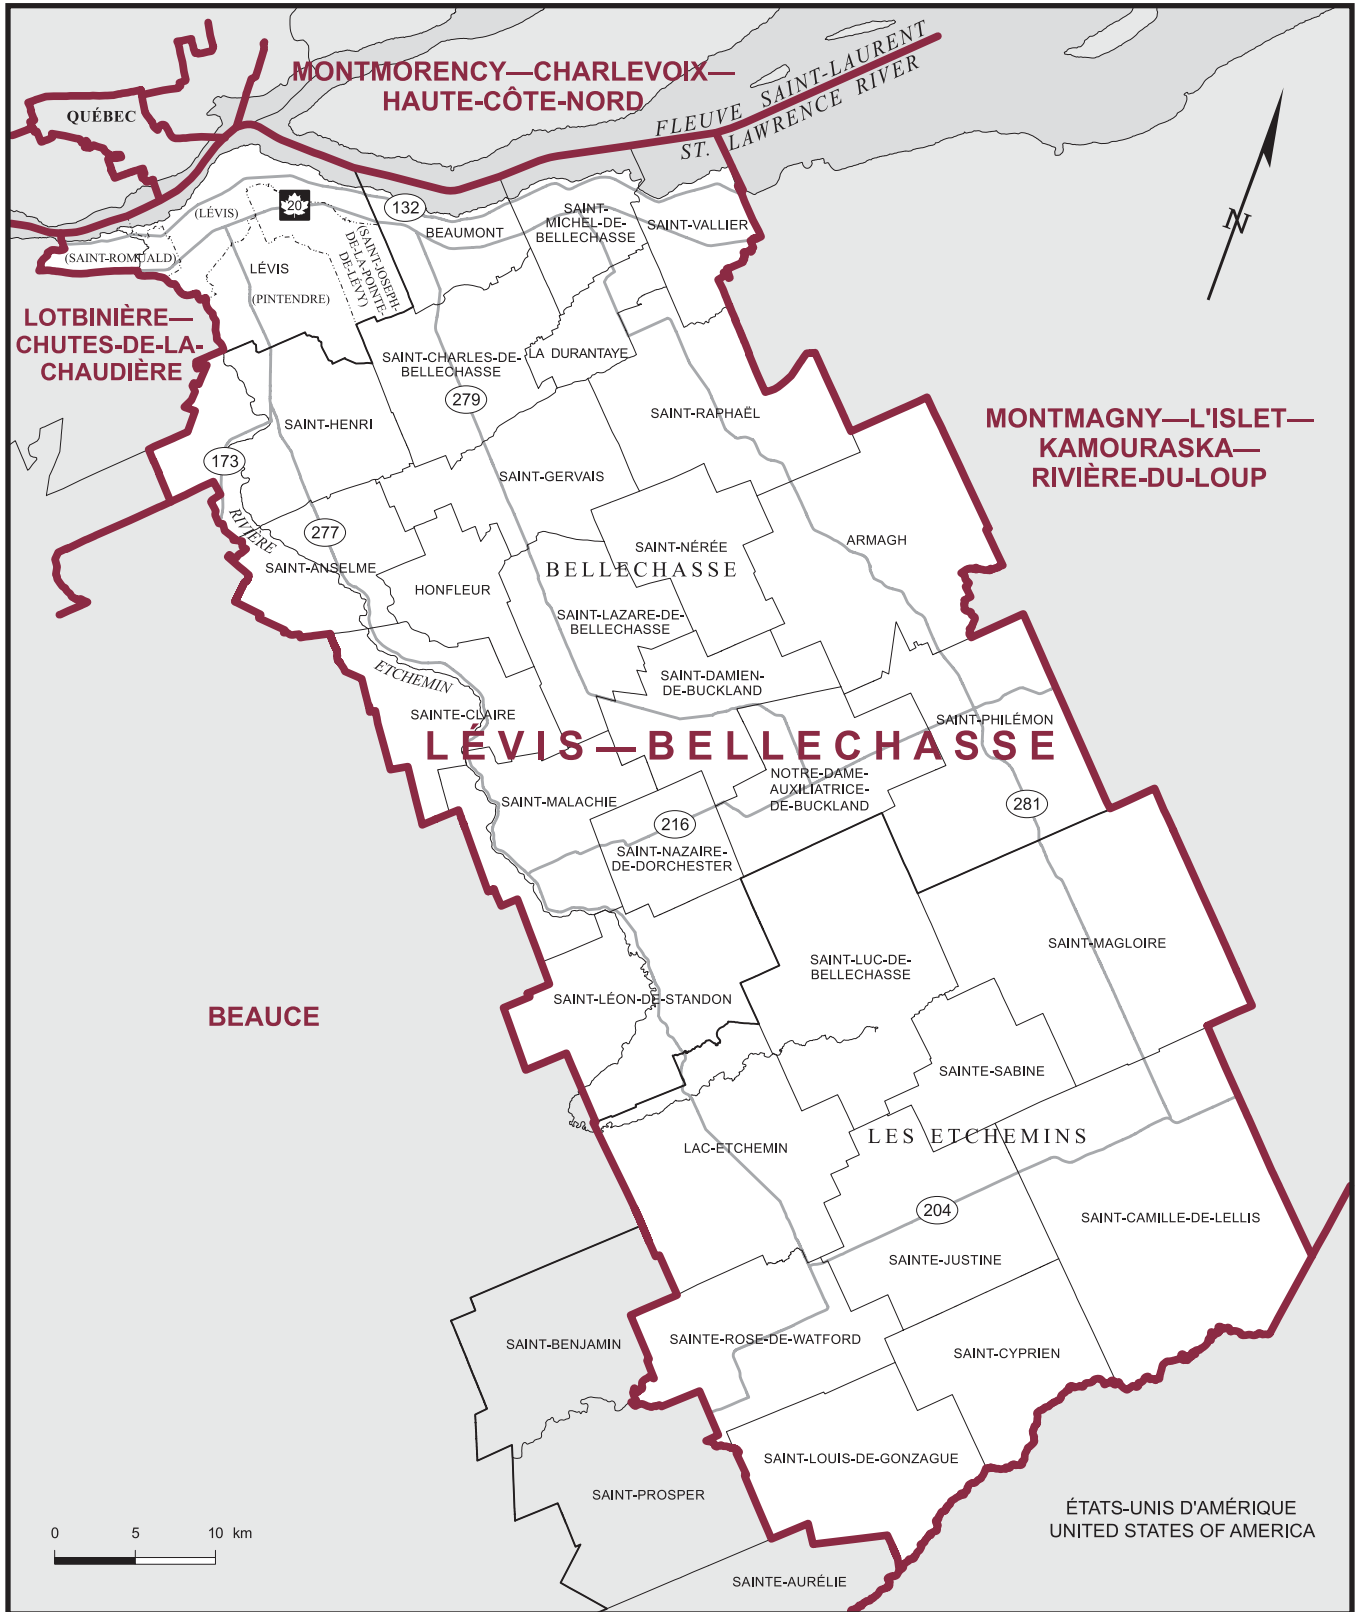 MONTMORENCY—CHARLEVOIX—
HAUTE-CÔTE-NORD
QUÉBEC
FLEUVE SAINT-LAURENT
ST. LAWRENCE RIVER
N
20
132
(LÉVIS)
(SAINT-ROMUALD)
LÉVIS
(PINTENDRE)
(SAINT-JOSEPH-
DE-LA-POINTE-
DE-LÉVY)
BEAUMONT
SAINT-
MICHEL-DE-
BELLECHASSE
SAINT-VALLIER
LOTBINIÈRE—
CHUTES-DE-LA-
CHAUDIÈRE
SAINT-CHARLES-DE-
BELLECHASSE
LA DURANTAYE
279
SAINT-RAPHAËL
SAINT-HENRI
MONTMAGNY—L'ISLET—
KAMOURASKA—
RIVIÈRE-DU-LOUP
173
SAINT-GERVAIS
277
RIVIÈRE
SAINT-ANSELME
SAINT-NÉRÉE
ARMAGH
BELLECHASSE
HONFLEUR
SAINT-LAZARE-DE-
BELLECHASSE
ETCHEMIN
SAINT-DAMIEN-
DE-BUCKLAND
SAINTE-CLAIRE
SAINT-PHILÉMON
LÉVIS—BELLECHASSE
NOTRE-DAME-
AUXILIATRICE-
DE-BUCKLAND
SAINT-MALACHIE
281
216
SAINT-NAZAIRE-
DE-DORCHESTER
SAINT-MAGLOIRE
SAINT-LUC-DE-
BELLECHASSE
SAINT-LÉON-DE-STANDON
BEAUCE
SAINTE-SABINE
LES ETCHEMINS
LAC-ETCHEMIN
204
SAINT-CAMILLE-DE-LELLIS
SAINTE-JUSTINE
SAINT-BENJAMIN
SAINTE-ROSE-DE-WATFORD
SAINT-CYPRIEN
SAINT-LOUIS-DE-GONZAGUE
SAINT-PROSPER
ÉTATS-UNIS D'AMÉRIQUE
UNITED STATES OF AMERICA
0 5 10 km
SAINTE-AURÉLIE